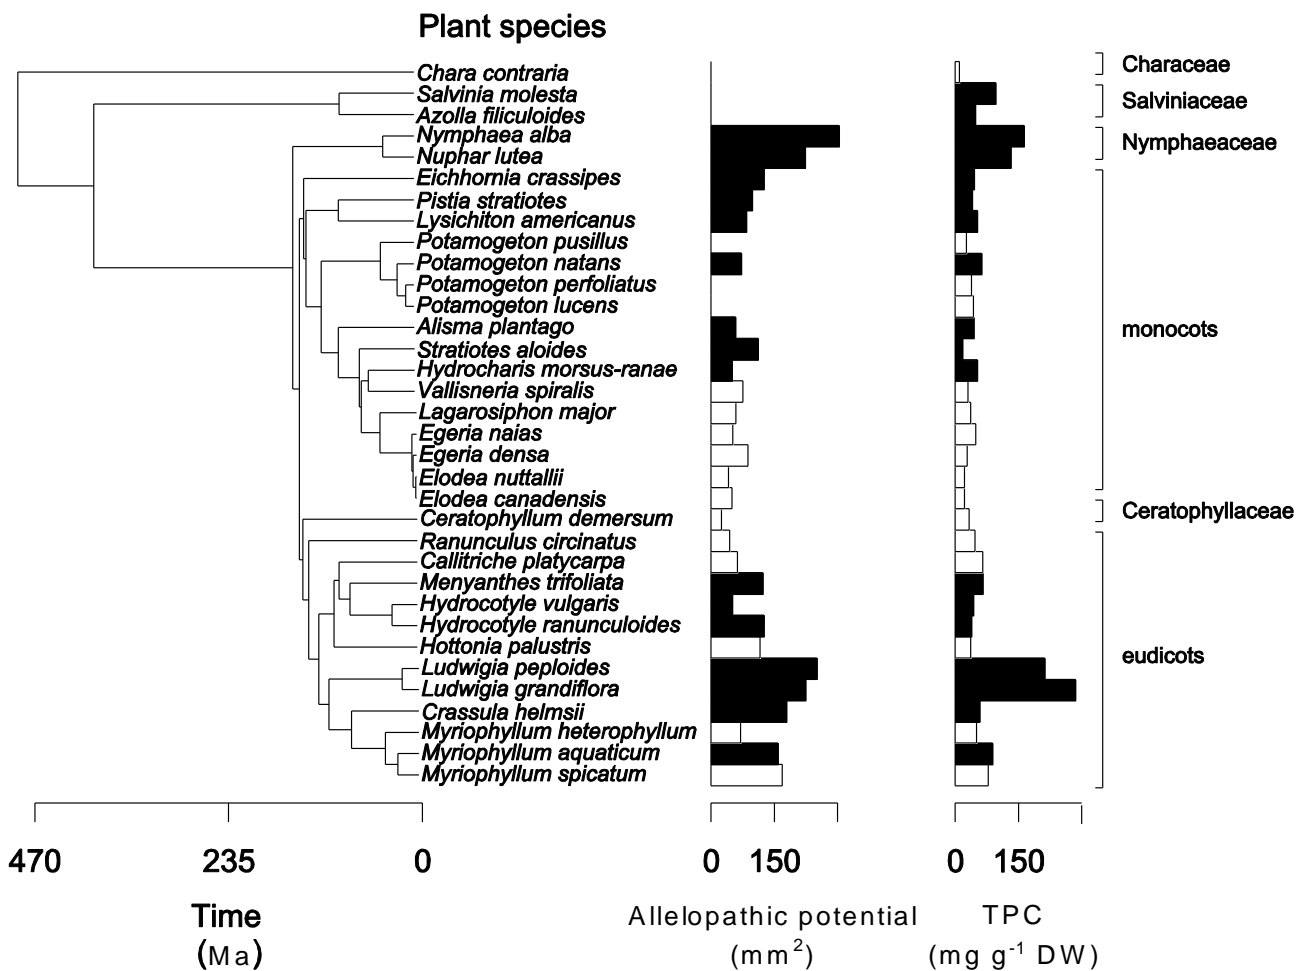 Plant species
Chara contraria
Salvinia molesta
Azolla filiculoides
Nymphaea alba
Nuphar lutea
Eichhornia crassipes
Pistia stratiotes
Lysichiton americanus
Potamogeton pusillus
Potamogeton natans
Potamogeton perfoliatus
Potamogeton lucens
Alisma plantago
Stratiotes aloides
Hydrocharis morsus-ranae
Vallisneria spiralis
Lagarosiphon major
Egeria naias
Egeria densa
Elodea nuttallii
Elodea canadensis
Ceratophyllum demersum
Ranunculus circinatus
Callitriche platycarpa
Menyanthes trifoliata
Hydrocotyle vulgaris
Hydrocotyle ranunculoides
Hottonia palustris
Ludwigia peploides
Ludwigia grandiflora
Crassula helmsii
Myriophyllum heterophyllum
Myriophyllum aquaticum
Myriophyllum spicatum
Characeae
Salviniaceae
Nymphaeaceae
monocots
Ceratophyllaceae
eudicots
470 235 0
Time
(Ma)
0 150
Allelopathic potential
(mm²)
0 150
TPC
(mg g⁻¹ DW)